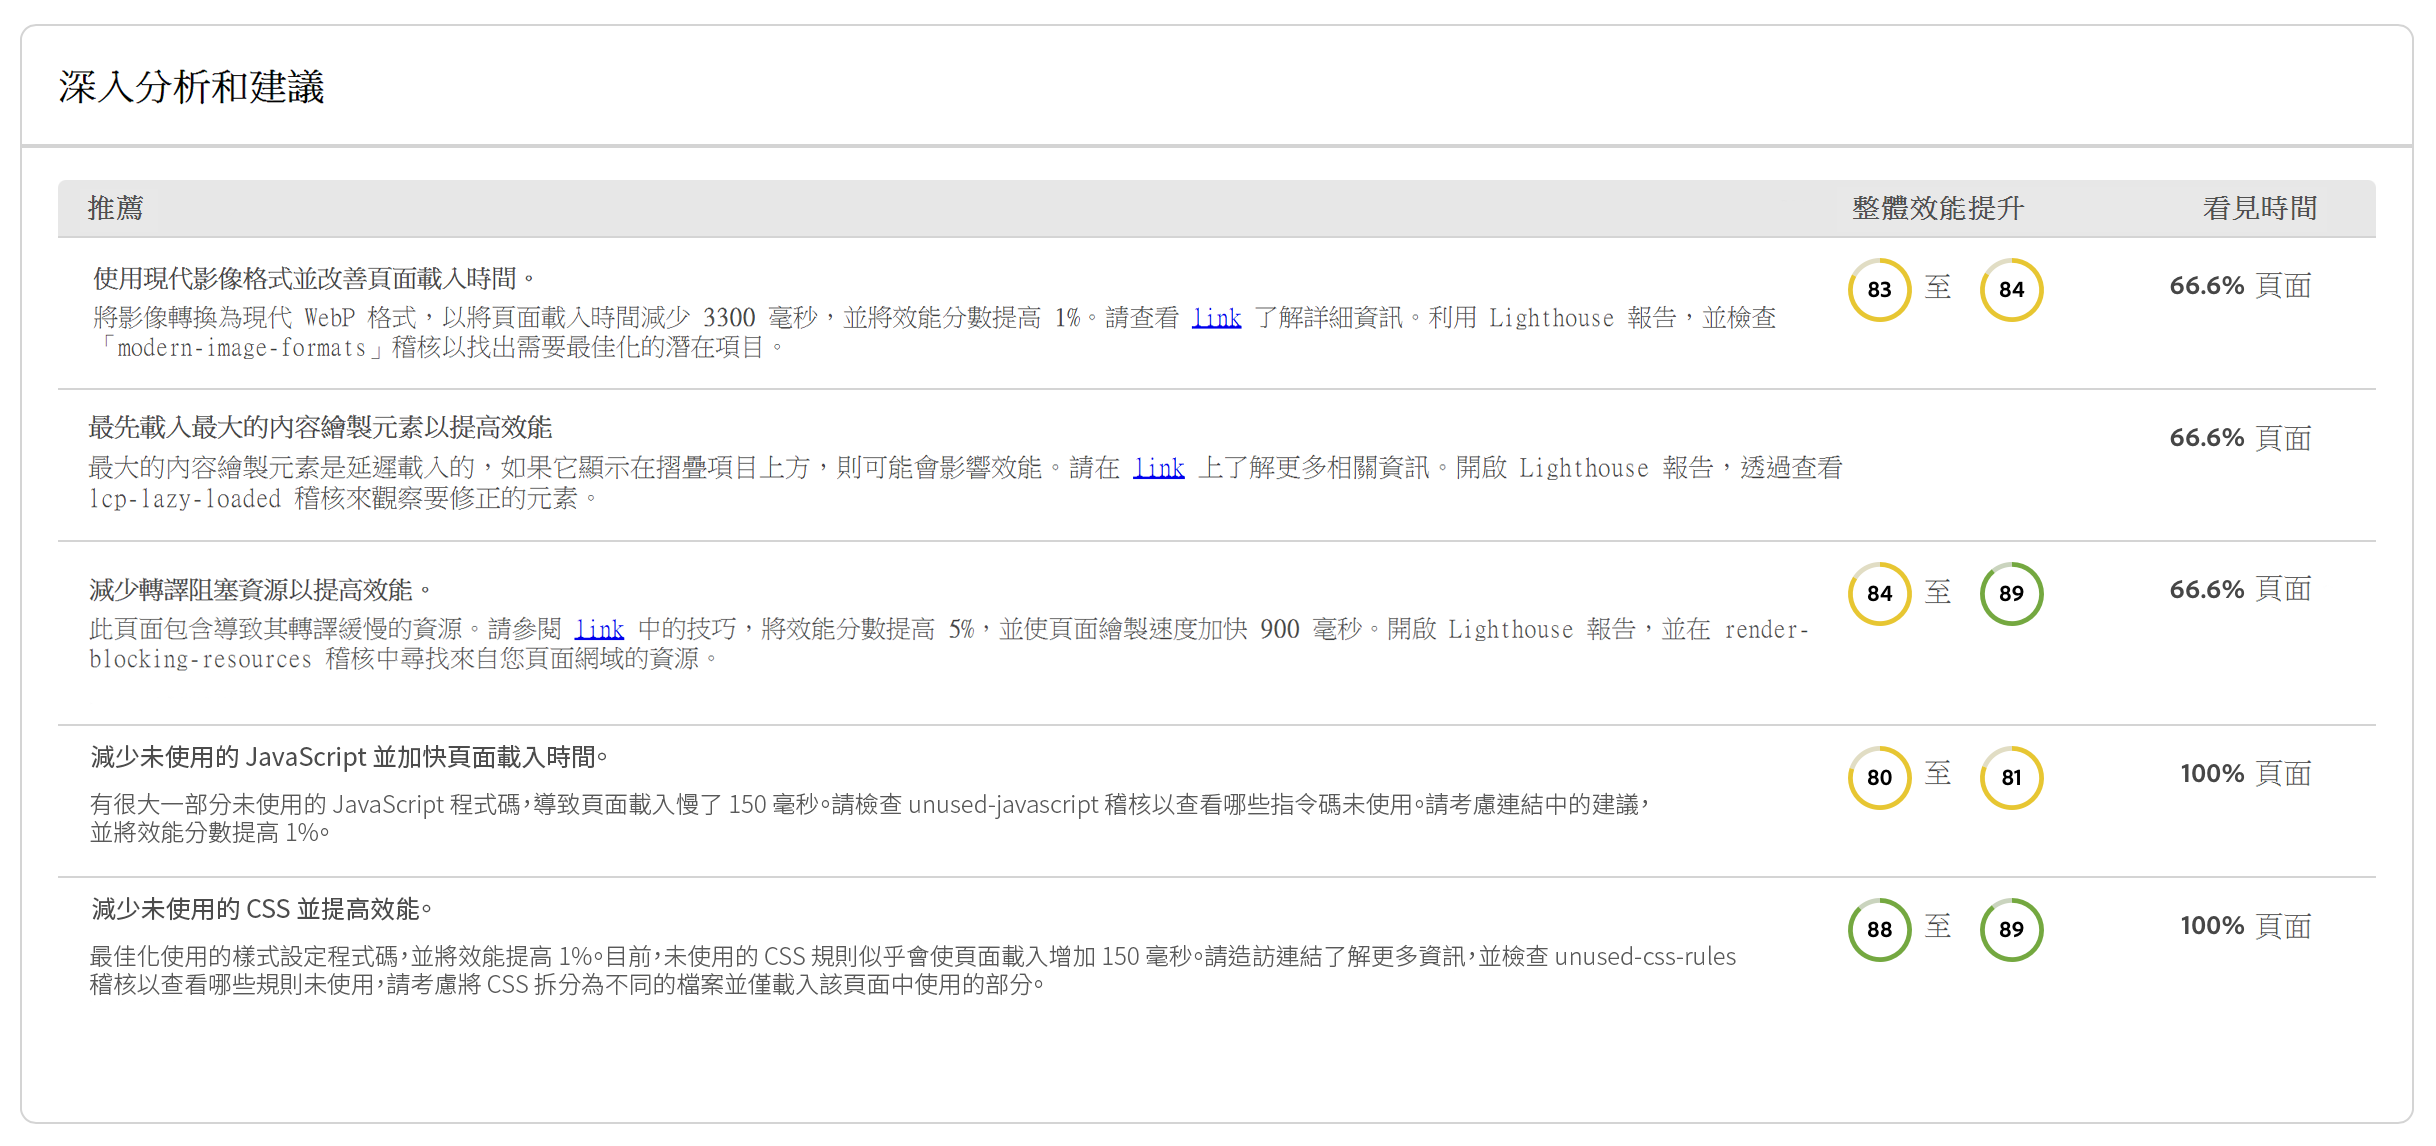 深入分析和建議
推薦 整體效能提升 看見時間
使用現代影像格式並改善頁面載入時間。
將影像轉換為現代 WebP 格式，以將頁面載入時間減少 3300 毫秒，並將效能分數提高 1%。請查看 link 了解詳細資訊。利用 Lighthouse 報告，並檢查
「modern-image-formats」稽核以找出需要最佳化的潛在項目。
83 至 84 66.6% 頁面
最先載入最大的內容繪製元素以提高效能
最大的內容繪製元素是延遲載入的，如果它顯示在摺疊項目上方，則可能會影響效能。請在 link 上了解更多相關資訊。開啟 Lighthouse 報告，透過查看
lcp-lazy-loaded 稽核來觀察要修正的元素。
66.6% 頁面
減少轉譯阻塞資源以提高效能。
此頁面包含導致其轉譯緩慢的資源。請參閱 link 中的技巧，將效能分數提高 5%，並使頁面繪製速度加快 900 毫秒。開啟 Lighthouse 報告，並在 render-
blocking-resources 稽核中尋找來自您頁面網域的資源。
84 至 89 66.6% 頁面
減少未使用的 JavaScript 並加快頁面載入時間。
有很大一部分未使用的 JavaScript 程式碼，導致頁面載入慢了 150 毫秒。請檢查 unused-javascript 稽核以查看哪些指令碼未使用。請考慮連結中的建議，
並將效能分數提高 1%。
80 至 81 100% 頁面
減少未使用的 CSS 並提高效能。
最佳化使用的樣式設定程式碼，並將效能提高 1%。目前，未使用的 CSS 規則似乎會使頁面載入增加 150 毫秒。請造訪連結了解更多資訊，並檢查 unused-css-rules
稽核以查看哪些規則未使用，請考慮將 CSS 拆分為不同的檔案並僅載入該頁面中使用的部分。
88 至 89 100% 頁面